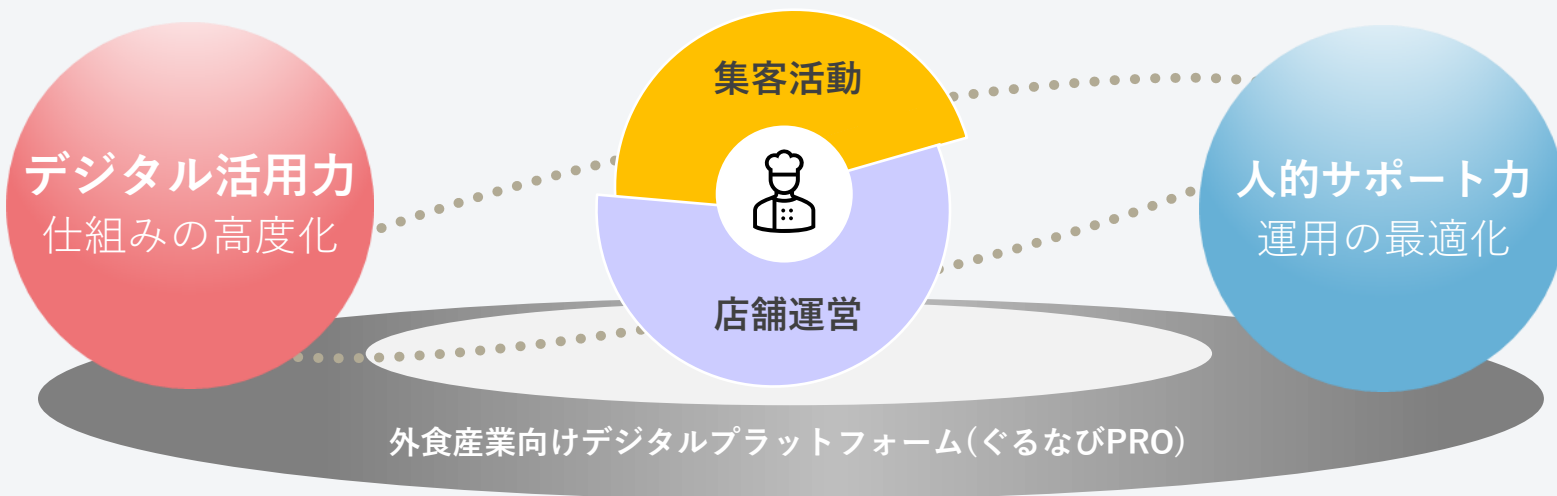 集客活動
デジタル活用力
仕組みの高度化
人的サポート力
運用の最適化
店舗運営
外食産業向けデジタルプラットフォーム(ぐるなびPRO)